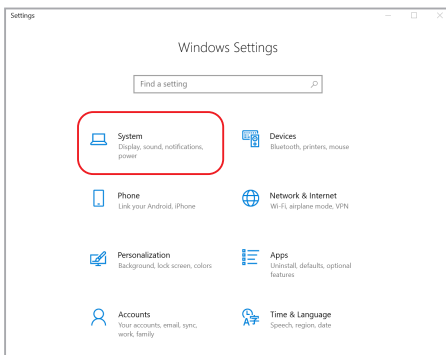 Settings
Windows Settings
Find a setting
System
Display, sound, notifications,
power
Devices
Bluetooth, printers, mouse
Phone
Link your Android, iPhone
Network & Internet
Wi-Fi, airplane mode, VPN
Personalization
Background, lock screen, colors
Apps
Uninstall, defaults, optional
features
Accounts
Your accounts, email, sync,
work, family
Time & Language
Speech, region, date